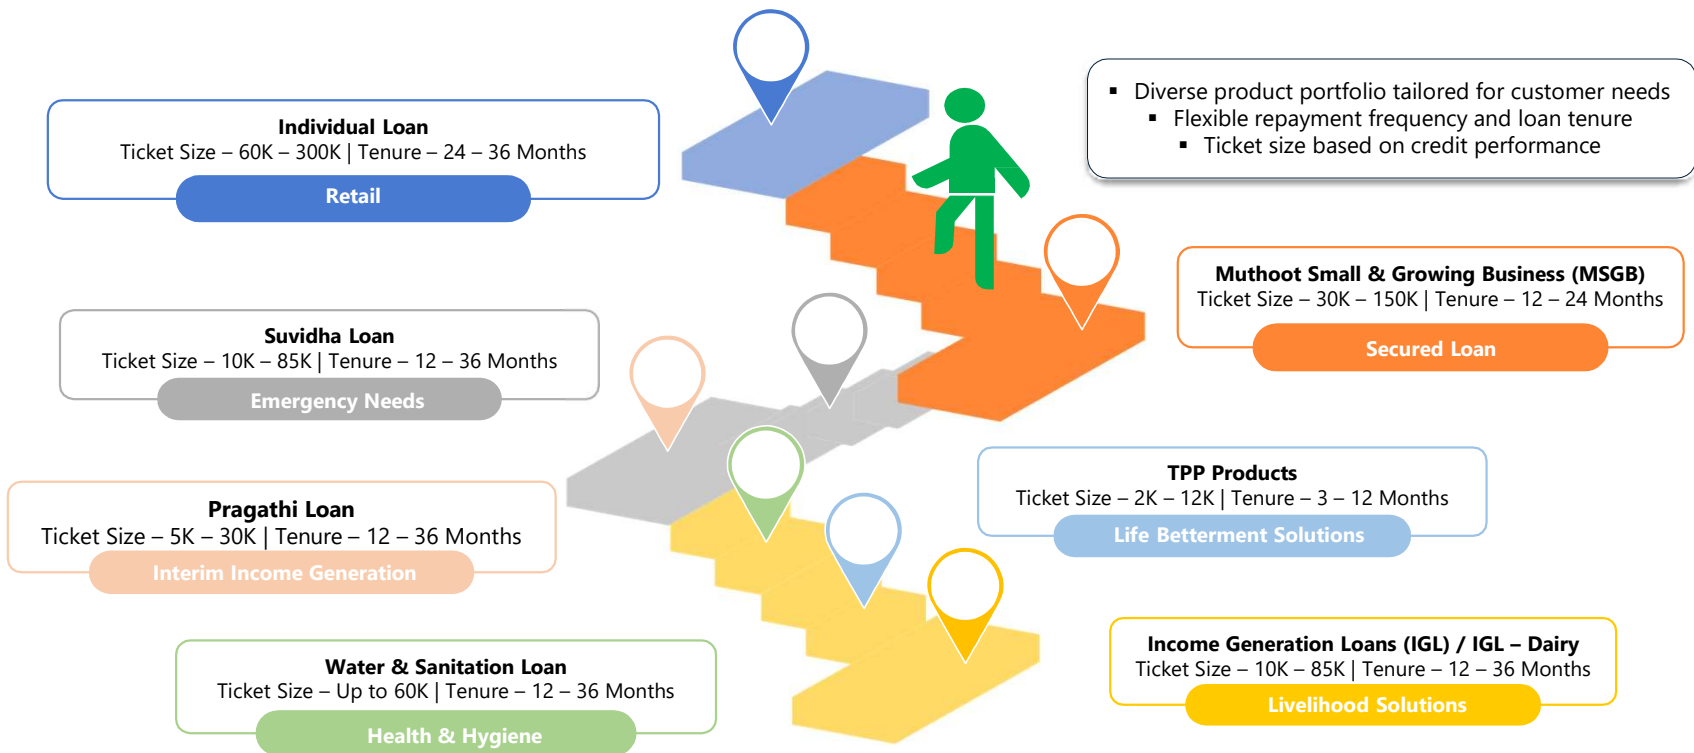 Individual Loan
Ticket Size – 60K – 300K | Tenure – 24 – 36 Months
Retail
▪ Diverse product portfolio tailored for customer needs
▪ Flexible repayment frequency and loan tenure
▪ Ticket size based on credit performance
Muthoot Small & Growing Business (MSGB)
Ticket Size – 30K – 150K | Tenure – 12 – 24 Months
Secured Loan
Suvidha Loan
Ticket Size – 10K – 85K | Tenure – 12 – 36 Months
Emergency Needs
TPP Products
Ticket Size – 2K – 12K | Tenure – 3 – 12 Months
Life Betterment Solutions
Pragathi Loan
Ticket Size – 5K – 30K | Tenure – 12 – 36 Months
Interim Income Generation
Income Generation Loans (IGL) / IGL – Dairy
Ticket Size – 10K – 85K | Tenure – 12 – 36 Months
Livelihood Solutions
Water & Sanitation Loan
Ticket Size – Up to 60K | Tenure – 12 – 36 Months
Health & Hygiene